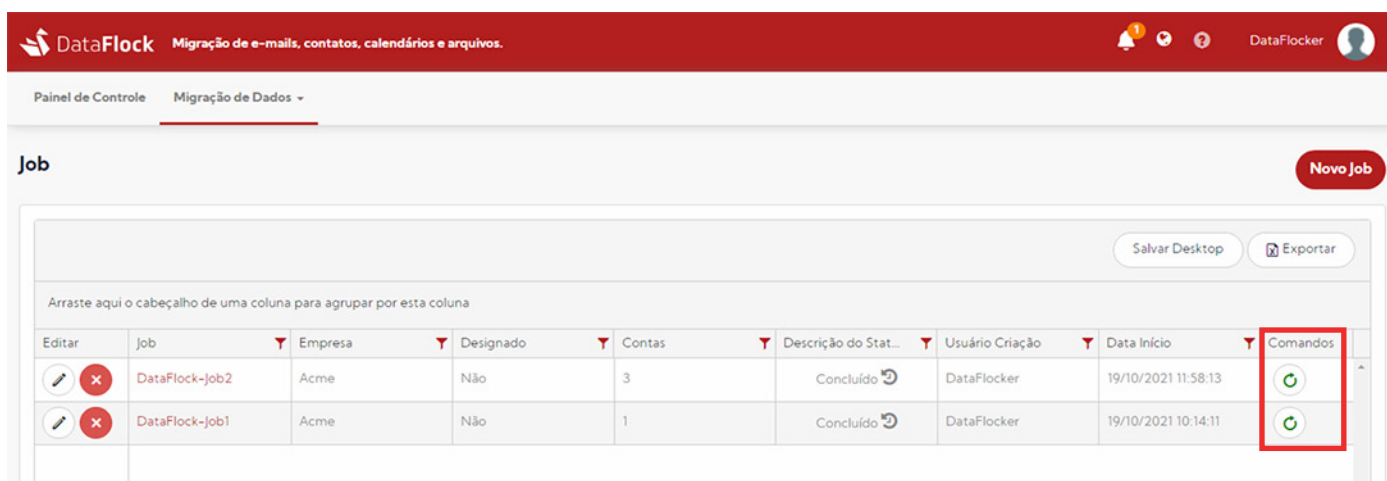 DataFlock Migração de e-mails, contatos, calendários e arquivos. 1 DataFlocker
Painel de Controle Migração de Dados
Job
Novo Job
Salvar Desktop Exportar
Arraste aqui o cabeçalho de uma coluna para agrupar por esta coluna
Editar Job Empresa Designado Contas Descrição do Stat... Usuário Criação Data Início Comandos
DataFlock-Job2 Acme Não 3 Concluído DataFlocker 19/10/2021 11:58:13
DataFlock-Job1 Acme Não 1 Concluído DataFlocker 19/10/2021 10:14:11